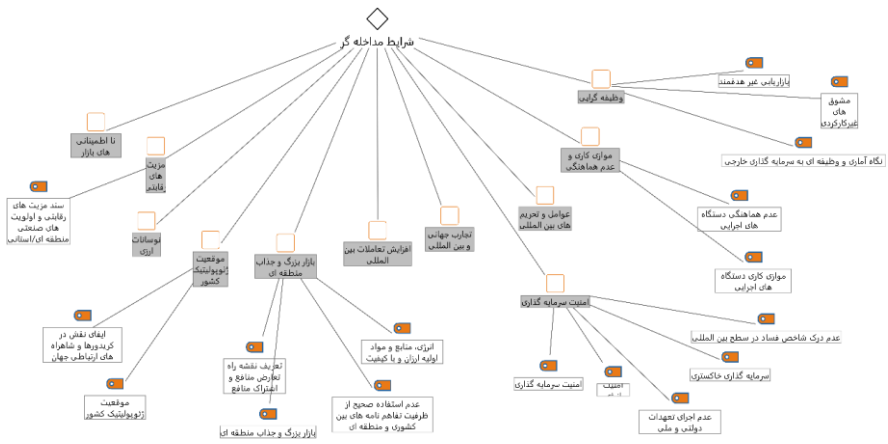 شرایط مداخله گر
بازاریابی غیر هدفمند
وظیفه گرایی
مشوق
های
غیرکارکردی
نا اطمینانی
های بازار
موازی کاری و
عدم هماهنگی
نگاه آماری و وظیفه ای به سرمایه گذاری خارجی
مزیت
های
رقابتی
سند مزیت های
رقابتی و اولویت
های صنعتی
منطقه ای/استانی
عوامل و تحریم
های بین المللی
عدم هماهنگی دستگاه
های اجرایی
نوسانات
ارزی
تجارب جهانی
و بین المللی
افزایش تعاملات بین
المللی
بازار بزرگ و جذاب
منطقه ای
موقعیت
ژئوپولیتیک
کشور
موازی کاری دستگاه
های اجرایی
امنیت سرمایه گذاری
ایفای نقش در
کریدورها و شاهراه
های ارتباطی جهان
عدم درک شاخص فساد در سطح بین المللی
انرژی، منابع و مواد
اولیه ارزان و با کیفیت
تعریف نقشه راه
تعارض منافع و
اشتراک منافع
سرمایه گذاری خاکستری
امنیت سرمایه گذاری
امنیت
موقعیت
ژئوپولیتیک کشور
عدم استفاده صحیح از
ظرفیت تفاهم نامه های بین
کشوری و منطقه ای
عدم اجرای تعهدات
دولتی و ملی
بازار بزرگ و جذاب منطقه ای